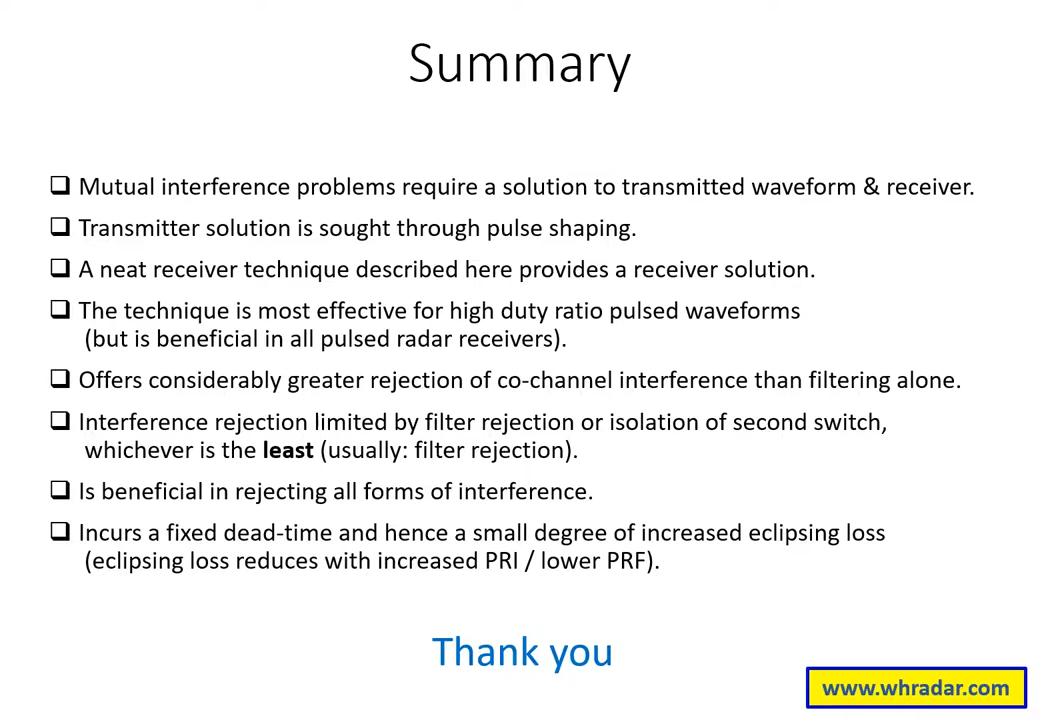 Summary
❑ Mutual interference problems require a solution to transmitted waveform & receiver.
❑ Transmitter solution is sought through pulse shaping.
❑ A neat receiver technique described here provides a receiver solution.
❑ The technique is most effective for high duty ratio pulsed waveforms
(but is beneficial in all pulsed radar receivers).
❑ Offers considerably greater rejection of co-channel interference than filtering alone.
❑ Interference rejection limited by filter rejection or isolation of second switch,
whichever is the least (usually: filter rejection).
❑ Is beneficial in rejecting all forms of interference.
❑ Incurs a fixed dead-time and hence a small degree of increased eclipsing loss
(eclipsing loss reduces with increased PRI / lower PRF).
Thank you
www.whradar.com